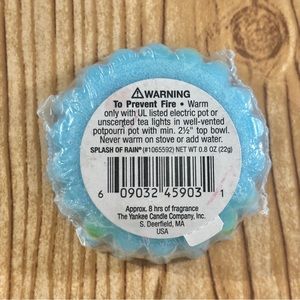 ⚠WARNING
To Prevent Fire • Warm
only with UL listed electric pot or
unscented tea lights in well-vented
potpourri pot with min. 2½" top bowl.
Never warm on stove or add water.
SPLASH OF RAIN® (#1065592) NET WT 0.8 OZ (22g)
6 09032 45903 1
Approx. 8 hrs of fragrance
The Yankee Candle Company, Inc.
S. Deerfield, MA
USA